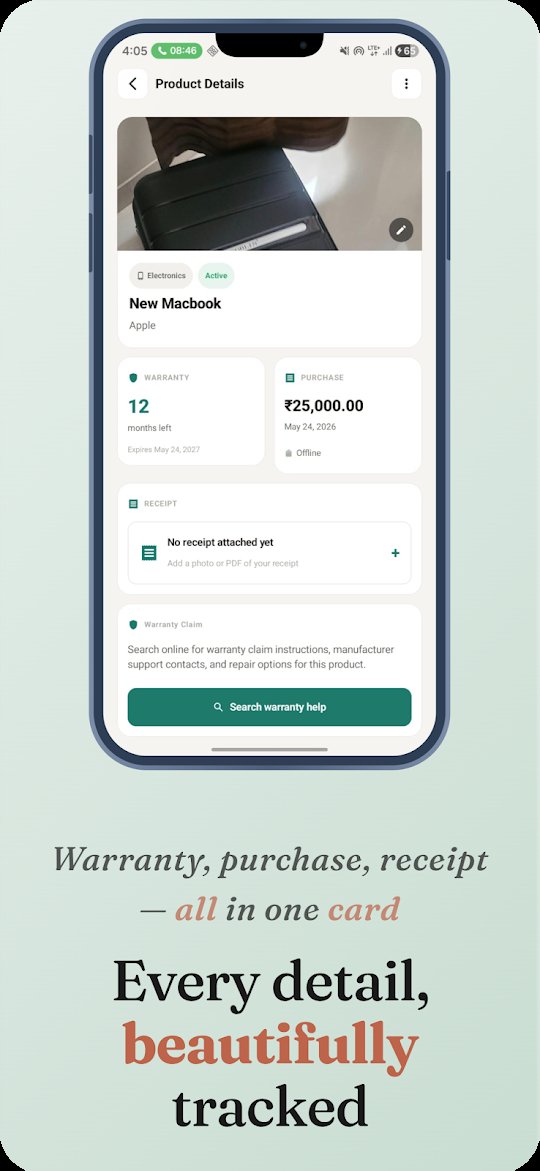 4:05 08:46 LTE+ 65
Product Details
Electronics Active
New Macbook
Apple
WARRANTY
12
months left
Expires May 24, 2027
PURCHASE
₹25,000.00
May 24, 2026
Offline
RECEIPT
No receipt attached yet
Add a photo or PDF of your receipt
+
Warranty Claim
Search online for warranty claim instructions, manufacturer
support contacts, and repair options for this product.
Search warranty help
Warranty, purchase, receipt
— all in one card
Every detail,
beautifully
tracked